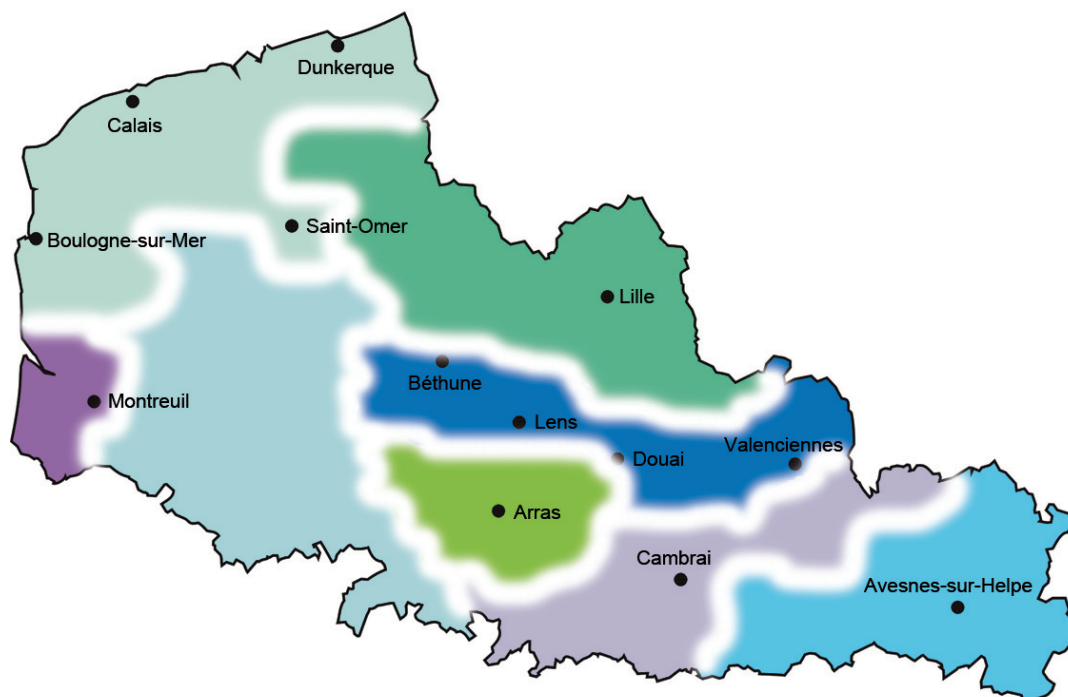 Dunkerque
Calais
Saint-Omer
Boulogne-sur-Mer
Lille
Béthune
Montreuil
Lens
Valenciennes
Douai
Arras
Cambrai
Avesnes-sur-Helpe